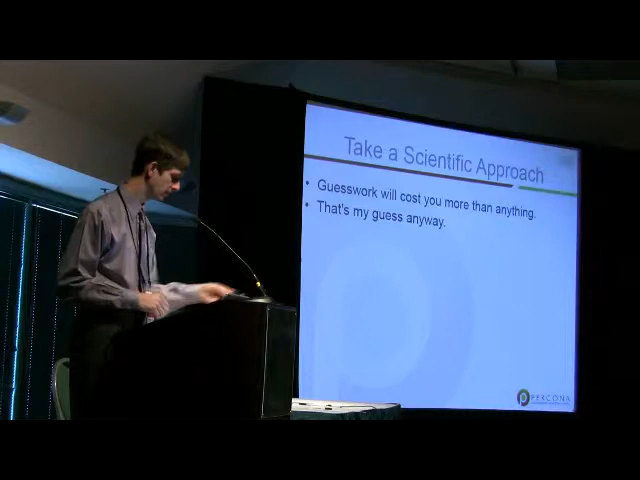 Take a Scientific Approach
• Guesswork will cost you more than anything.
• That's my guess anyway.
PERCONA